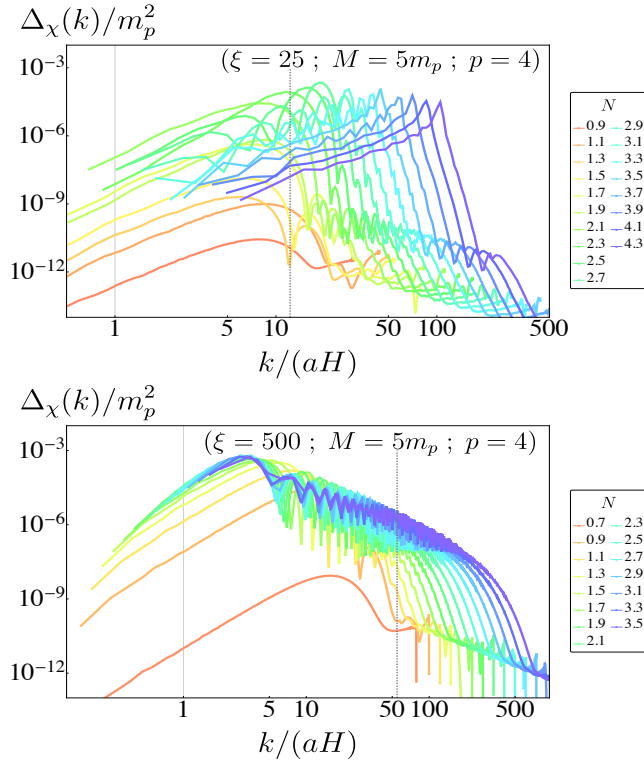 Δ_χ(k)/m_p^2
(ξ = 25 ; M = 5m_p ; p = 4)
10^−3
10^−6
10^−9
10^−12
1 5 10 50 100 500
k/(aH)
N
0.9 2.9
1.1 3.1
1.3 3.3
1.5 3.5
1.7 3.7
1.9 3.9
2.1 4.1
2.3 4.3
2.5
2.7
Δ_χ(k)/m_p^2
(ξ = 500 ; M = 5m_p ; p = 4)
10^−3
10^−6
10^−9
10^−12
1 5 10 50 100 500
k/(aH)
N
0.7 2.3
0.9 2.5
1.1 2.7
1.3 2.9
1.5 3.1
1.7 3.3
1.9 3.5
2.1